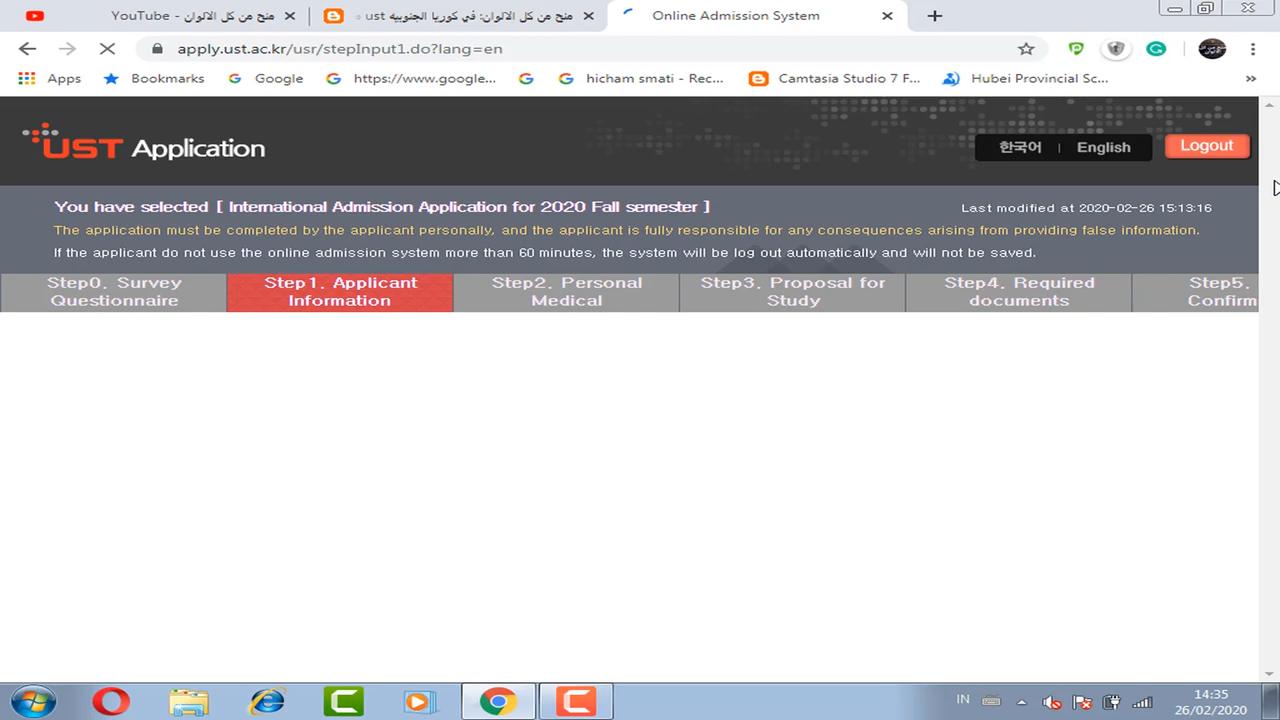 YouTube - منح من كل الالوان
منح من كل الالوان: في كوريا الجنوبيه ust
Online Admission System
apply.ust.ac.kr/usr/stepInput1.do?lang=en
Apps
Bookmarks
Google
https://www.google...
hicham smati - Rec...
Camtasia Studio 7 F...
Hubei Provincial Sc...
»
UST Application
한국어 | English
Logout
You have selected [ International Admission Application for 2020 Fall semester ]
Last modified at 2020-02-26 15:13:16
The application must be completed by the applicant personally, and the applicant is fully responsible for any consequences arising from providing false information.
If the applicant do not use the online admission system more than 60 minutes, the system will be log out automatically and will not be saved.
Step0. Survey
Questionnaire
Step1. Applicant
Information
Step2. Personal
Medical
Step3. Proposal for
Study
Step4. Required
documents
Step5.
Confirm
IN
14:35
26/02/2020